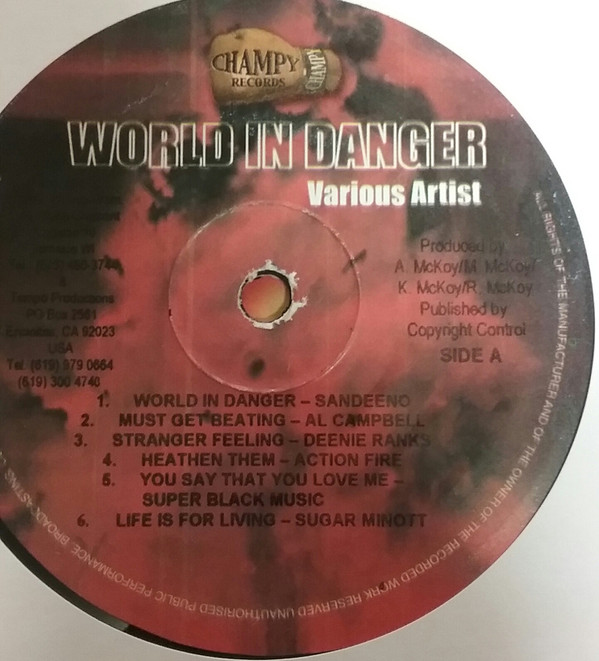 CHAMPY
RECORDS
CHAMPY
WORLD IN DANGER
Various Artist
&
Tempo Productions
PO Box 2561
CA 92023
USA
Tel. (619) 979 0664
(619) 300 4740
Produced by
A. McKoy/M. McKoy/
K. McKoy/R. McKoy
Published by
Copyright Control
SIDE A
1. WORLD IN DANGER – SANDEENO
2. MUST GET BEATING – AL CAMPBELL
3. STRANGER FEELING – DEENIE RANKS
4. HEATHEN THEM – ACTION FIRE
5. YOU SAY THAT YOU LOVE ME –
SUPER BLACK MUSIC
6. LIFE IS FOR LIVING – SUGAR MINOTT
ALL RIGHTS OF THE MANUFACTURER AND OF THE OWNER OF THE RECORDED WORK RESERVED UNAUTHORISED PUBLIC PERFORMANCE, BROADCASTING